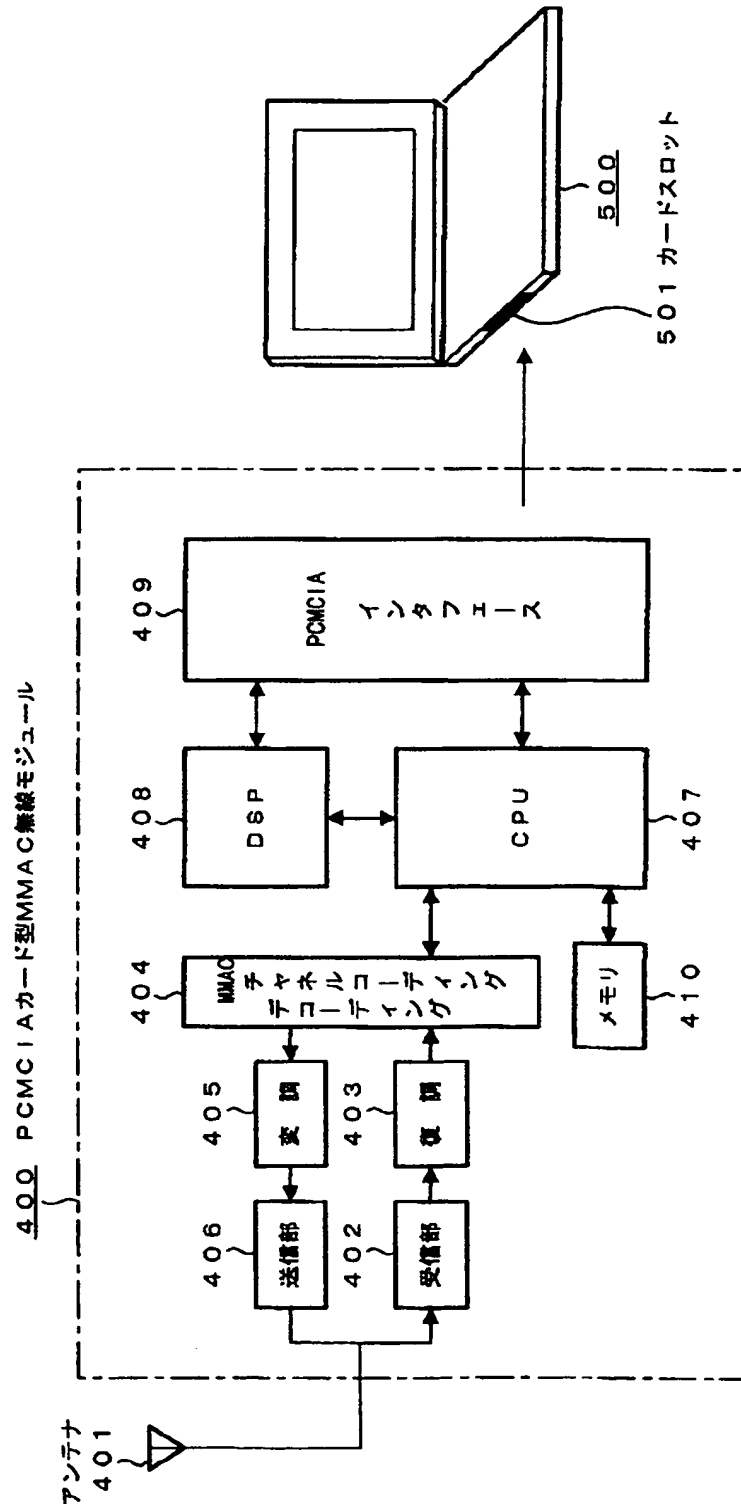 400 PCMCIAカード型MMAC無線モジュール
アンテナ
401
406
送信部
405
変調
404
MMAC
チャネルコーディング
デコーディング
408
DSP
409
PCMCIA
インタフェース
402
受信部
403
復調
CPU
407
メモリ
410
500
501 カードスロット